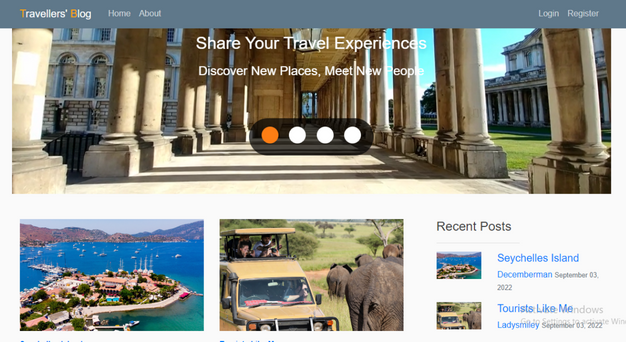 Travellers' Blog Home About Login Register
Share Your Travel Experiences
Discover New Places, Meet New People
Recent Posts
Seychelles Island
Decemberman September 03,
2022
Tourists Like Me
Ladysmiley September 03, 2022
Activate Windows
Go to Settings to activate Win